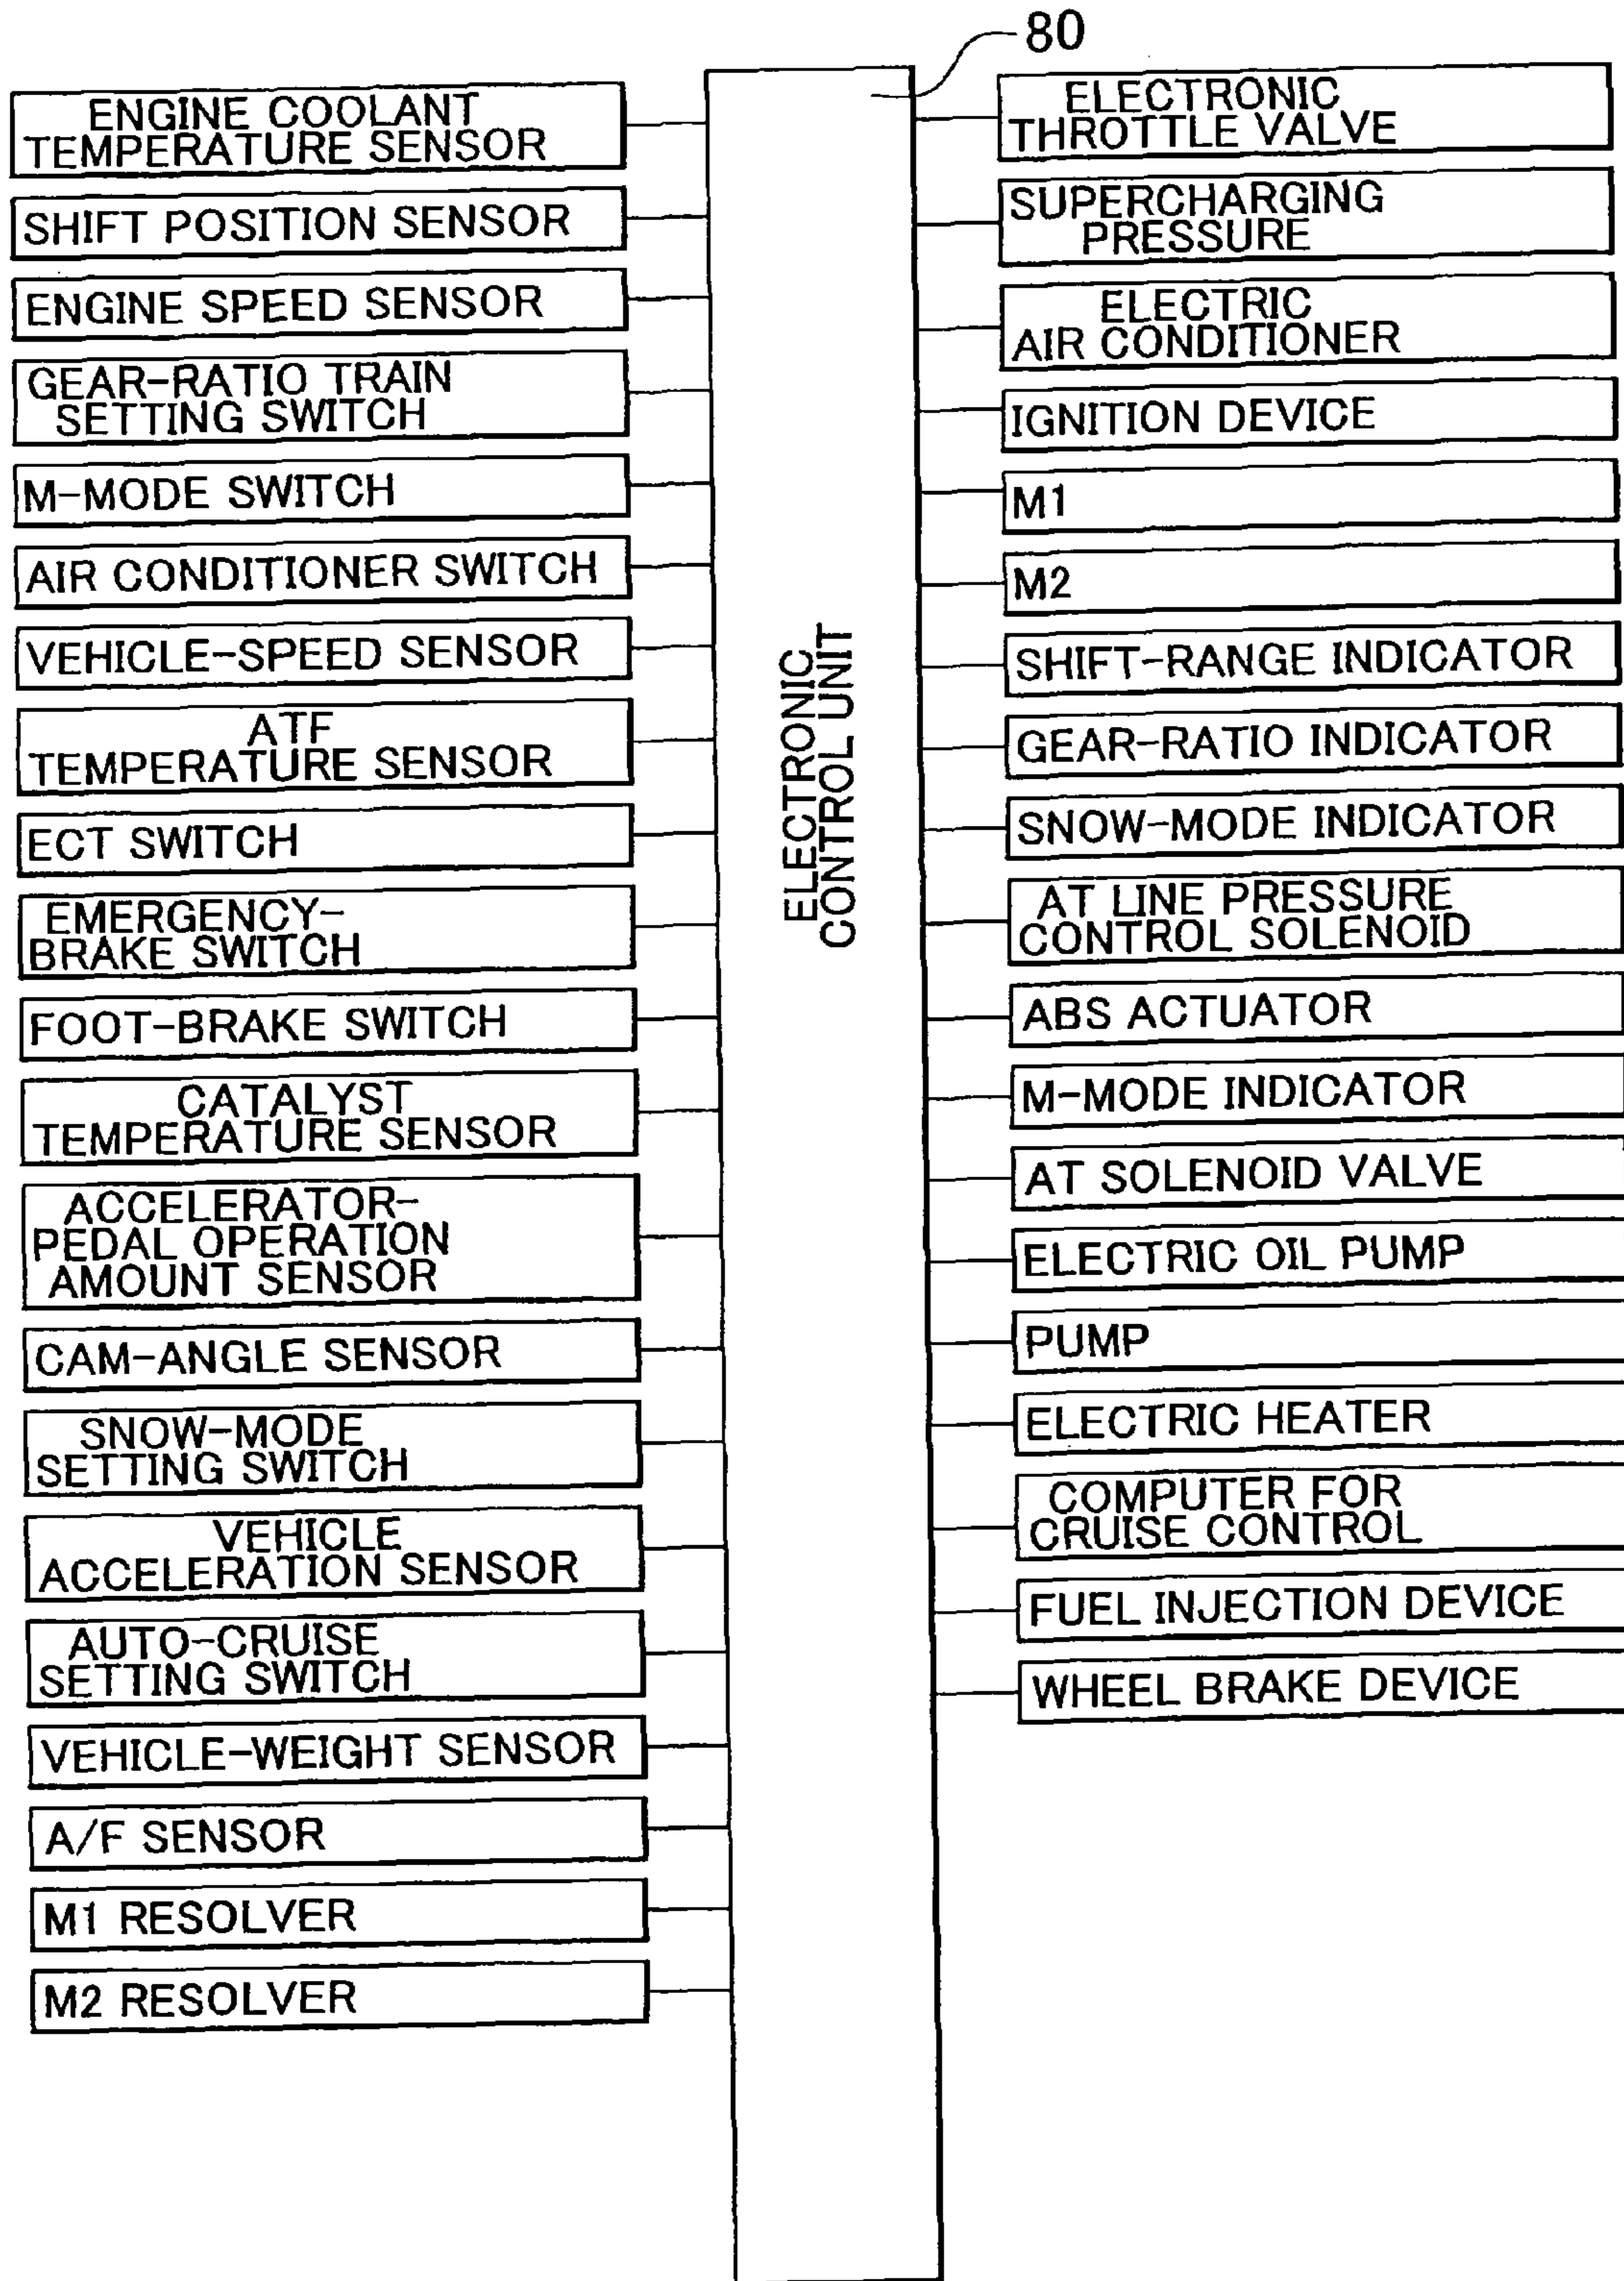 80
ENGINE COOLANT
TEMPERATURE SENSOR
SHIFT POSITION SENSOR
ENGINE SPEED SENSOR
GEAR-RATIO TRAIN
SETTING SWITCH
M-MODE SWITCH
AIR CONDITIONER SWITCH
VEHICLE-SPEED SENSOR
ATF
TEMPERATURE SENSOR
ECT SWITCH
EMERGENCY-
BRAKE SWITCH
FOOT-BRAKE SWITCH
CATALYST
TEMPERATURE SENSOR
ACCELERATOR-
PEDAL OPERATION
AMOUNT SENSOR
CAM-ANGLE SENSOR
SNOW-MODE
SETTING SWITCH
VEHICLE
ACCELERATION SENSOR
AUTO-CRUISE
SETTING SWITCH
VEHICLE-WEIGHT SENSOR
A/F SENSOR
M1 RESOLVER
M2 RESOLVER
ELECTRONIC
CONTROL UNIT
ELECTRONIC
THROTTLE VALVE
SUPERCHARGING
PRESSURE
ELECTRIC
AIR CONDITIONER
IGNITION DEVICE
M1
M2
SHIFT-RANGE INDICATOR
GEAR-RATIO INDICATOR
SNOW-MODE INDICATOR
AT LINE PRESSURE
CONTROL SOLENOID
ABS ACTUATOR
M-MODE INDICATOR
AT SOLENOID VALVE
ELECTRIC OIL PUMP
PUMP
ELECTRIC HEATER
COMPUTER FOR
CRUISE CONTROL
FUEL INJECTION DEVICE
WHEEL BRAKE DEVICE